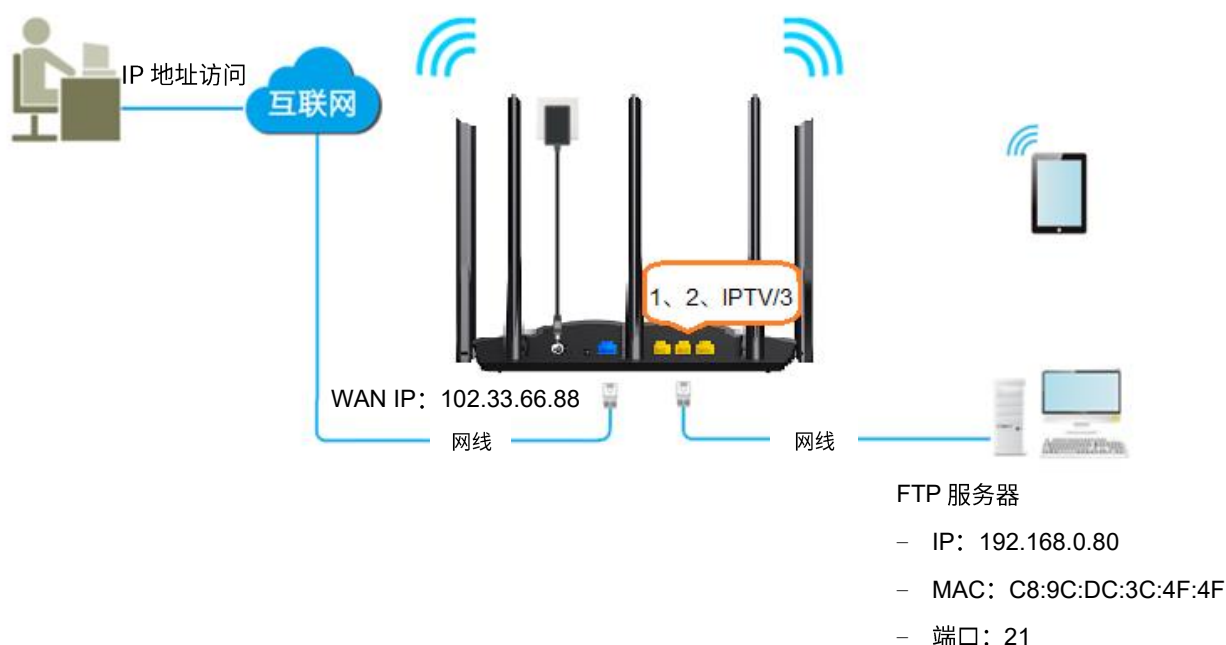 IP 地址访问
互联网
1、2、IPTV/3
WAN IP：102.33.66.88
网线
网线
FTP 服务器
– IP：192.168.0.80
– MAC：C8:9C:DC:3C:4F:4F
– 端口：21